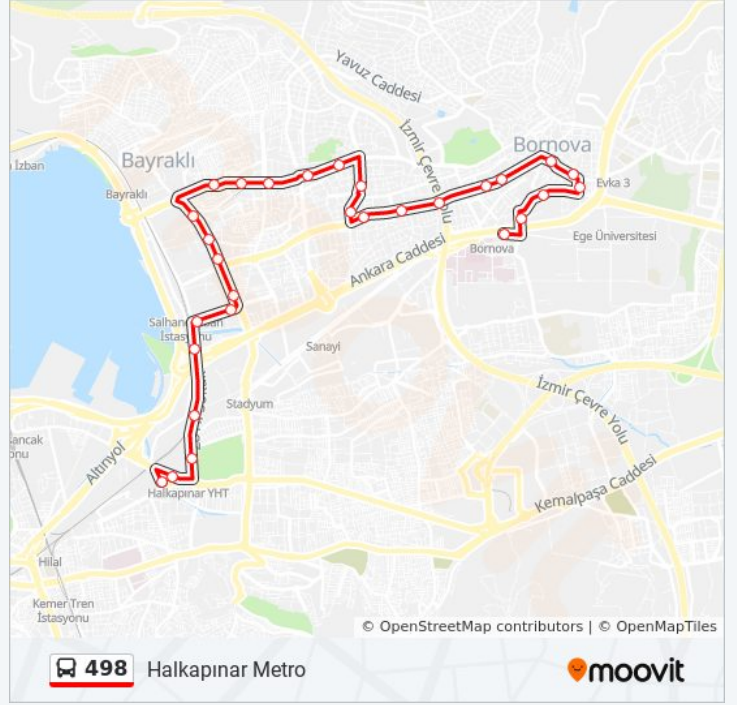 Yavuz Caddesi
İzmir Çevre Yolu
Bornova
Bayraklı
ı İzban
Bayraklı
Evka 3
Ege Üniversitesi
Bornova
Ankara Caddesi
İstasyonu
Sanayi
İzmir Çevre Yolu
Stadyum
ancak
onu
Altınyol
Kemalpaşa Caddesi
Halkapınar YHT
Hilal
Kemer Tren
İstasyonu
© OpenStreetMap contributors | © OpenMapTiles
498 Halkapınar Metro
moovit